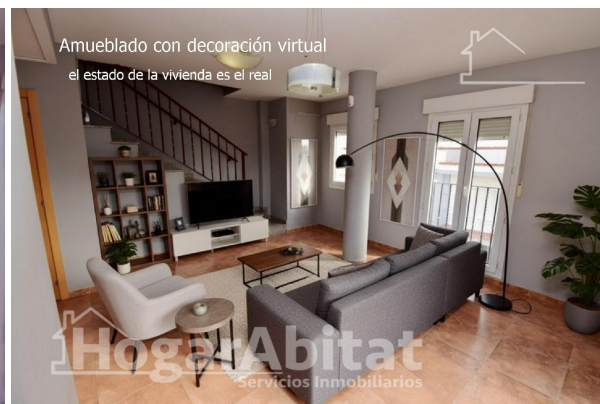 Amueblado con decoración virtual
el estado de la vivienda es el real
HogarAbitat
Servicios Inmobiliarios